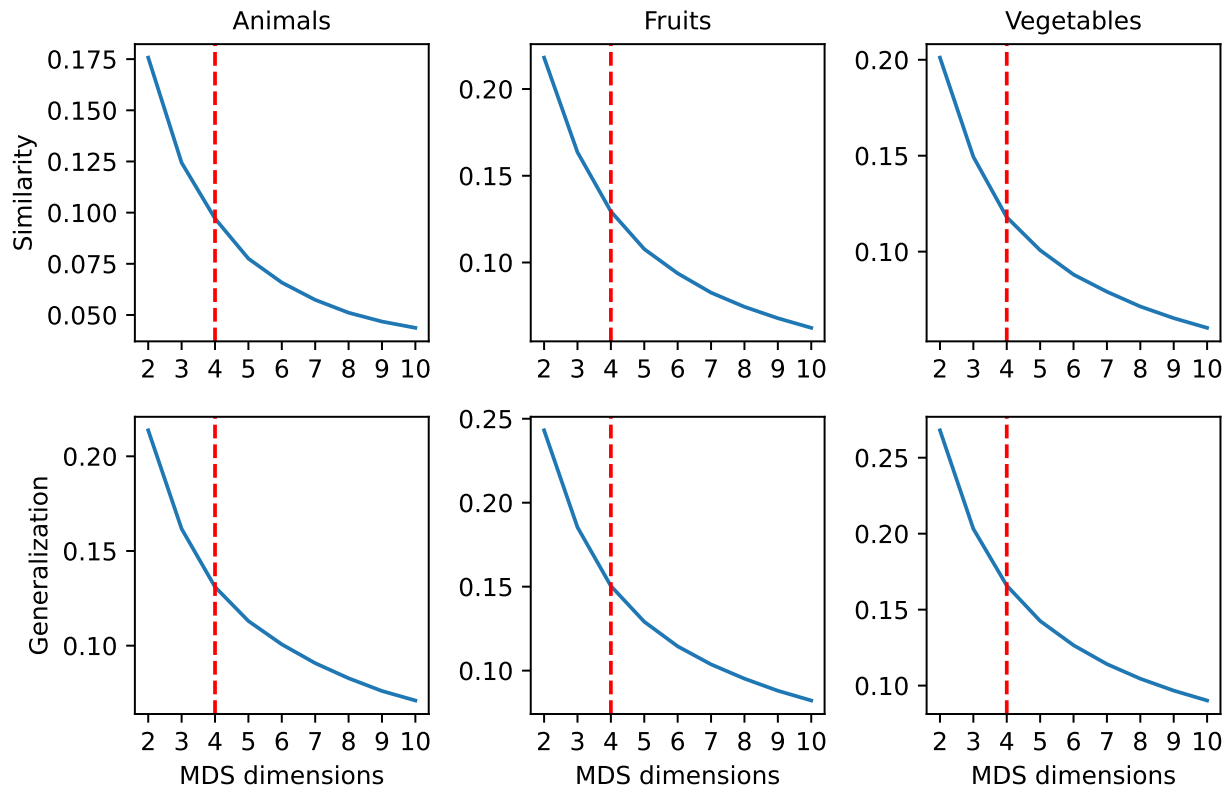 Animals
Fruits
Vegetables
Similarity
0.175
0.150
0.125
0.100
0.075
0.050
2 3 4 5 6 7 8 9 10
0.20
0.15
0.10
2 3 4 5 6 7 8 9 10
0.20
0.15
0.10
2 3 4 5 6 7 8 9 10
Generalization
0.20
0.15
0.10
2 3 4 5 6 7 8 9 10
MDS dimensions
0.25
0.20
0.15
0.10
2 3 4 5 6 7 8 9 10
MDS dimensions
0.25
0.20
0.15
0.10
2 3 4 5 6 7 8 9 10
MDS dimensions